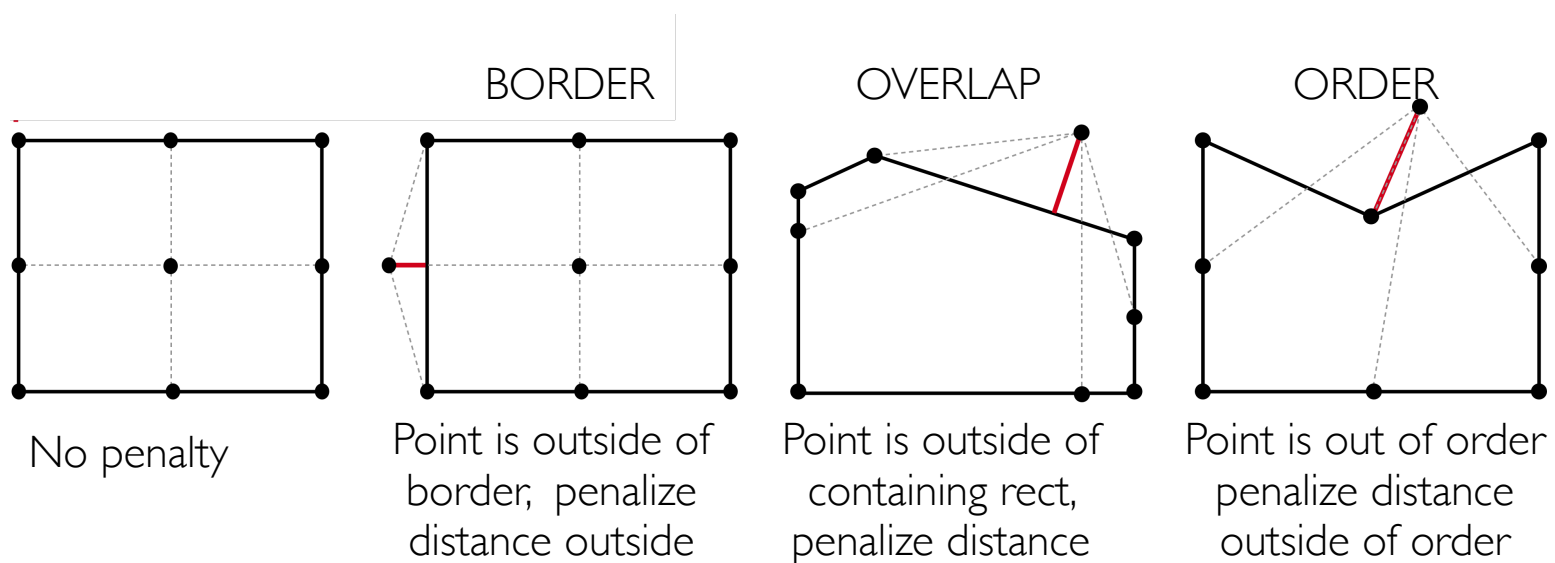 BORDER
OVERLAP
ORDER
No penalty
Point is outside of
border, penalize
distance outside
Point is outside of
containing rect,
penalize distance
Point is out of order
penalize distance
outside of order